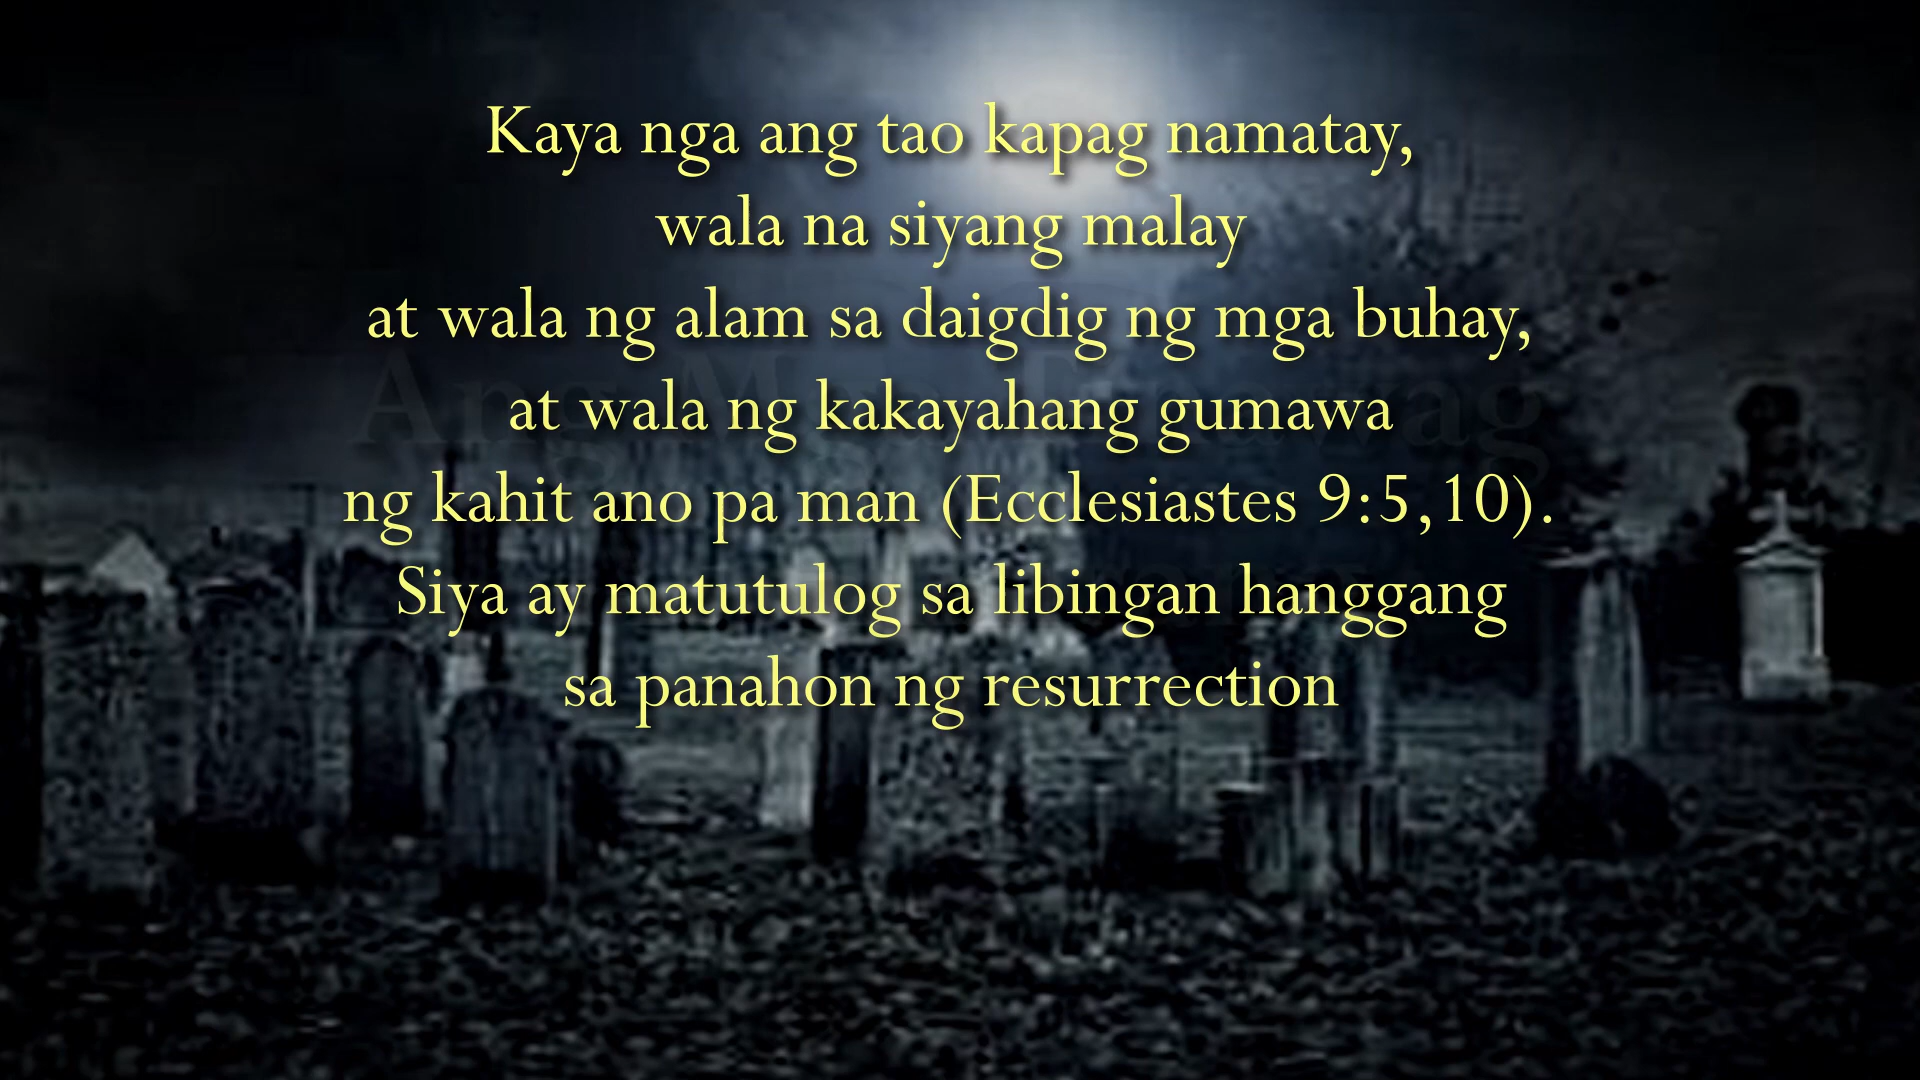 Kaya nga ang tao kapag namatay,
wala na siyang malay
at wala ng alam sa daigdig ng mga buhay,
at wala ng kakayahang gumawa
ng kahit ano pa man (Ecclesiastes 9:5,10).
Siya ay matutulog sa libingan hanggang
sa panahon ng resurrection